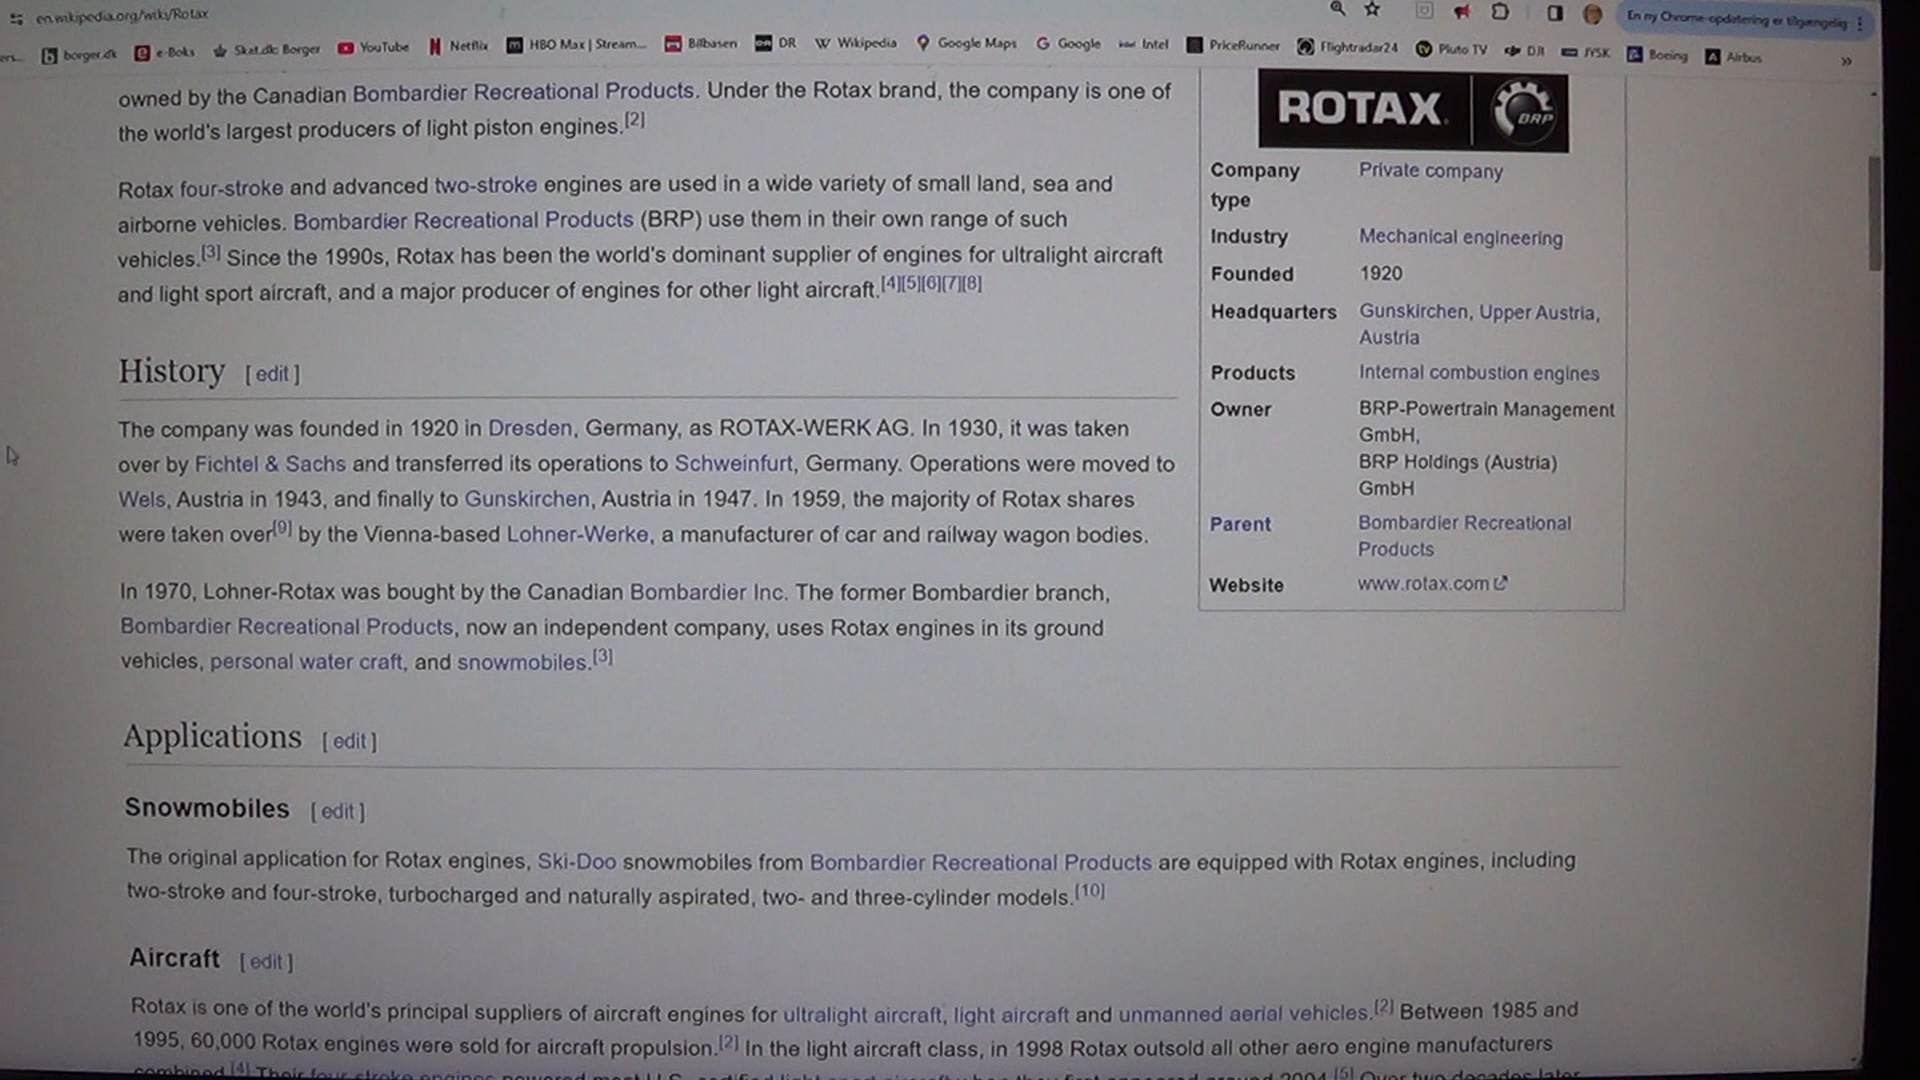 en.wikipedia.org/wiki/Rotax
En ny Chrome-opdatering er tilgængelig
borger.dk e-Boks Skat.dk: Borger YouTube Netflix HBO Max | Stream... Bilbasen DR Wikipedia Google Maps Google Intel PriceRunner Flightradar24 Pluto TV DJI JYSK Boeing Airbus »
owned by the Canadian Bombardier Recreational Products. Under the Rotax brand, the company is one of
the world's largest producers of light piston engines.[2]
Rotax four-stroke and advanced two-stroke engines are used in a wide variety of small land, sea and
airborne vehicles. Bombardier Recreational Products (BRP) use them in their own range of such
vehicles.[3] Since the 1990s, Rotax has been the world's dominant supplier of engines for ultralight aircraft
and light sport aircraft, and a major producer of engines for other light aircraft.[4][5][6][7][8]
History [ edit ]
The company was founded in 1920 in Dresden, Germany, as ROTAX-WERK AG. In 1930, it was taken
over by Fichtel & Sachs and transferred its operations to Schweinfurt, Germany. Operations were moved to
Wels, Austria in 1943, and finally to Gunskirchen, Austria in 1947. In 1959, the majority of Rotax shares
were taken over[9] by the Vienna-based Lohner-Werke, a manufacturer of car and railway wagon bodies.
In 1970, Lohner-Rotax was bought by the Canadian Bombardier Inc. The former Bombardier branch,
Bombardier Recreational Products, now an independent company, uses Rotax engines in its ground
vehicles, personal water craft, and snowmobiles.[3]
ROTAX. BRP
Company type Private company
Industry Mechanical engineering
Founded 1920
Headquarters Gunskirchen, Upper Austria,
Austria
Products Internal combustion engines
Owner BRP-Powertrain Management
GmbH,
BRP Holdings (Austria)
GmbH
Parent Bombardier Recreational
Products
Website www.rotax.com
Applications [ edit ]
Snowmobiles [ edit ]
The original application for Rotax engines, Ski-Doo snowmobiles from Bombardier Recreational Products are equipped with Rotax engines, including
two-stroke and four-stroke, turbocharged and naturally aspirated, two- and three-cylinder models.[10]
Aircraft [ edit ]
Rotax is one of the world's principal suppliers of aircraft engines for ultralight aircraft, light aircraft and unmanned aerial vehicles.[2] Between 1985 and
1995, 60,000 Rotax engines were sold for aircraft propulsion.[2] In the light aircraft class, in 1998 Rotax outsold all other aero engine manufacturers
combined.[4] Their four-stroke engines